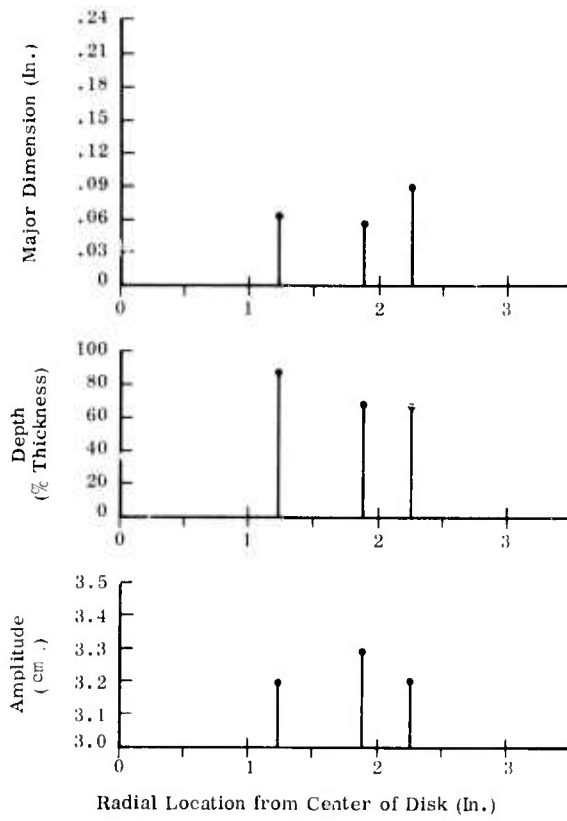 Major Dimension (In.)
.24
.21
.18
.15
.12
.09
.06
.03
0
0 1 2 3
Depth
(% Thickness)
100
80
60
40
20
0
0 1 2 3
Amplitude
(cm .)
3.5
3.4
3.3
3.2
3.1
3.0
0 1 2 3
Radial Location from Center of Disk (In.)